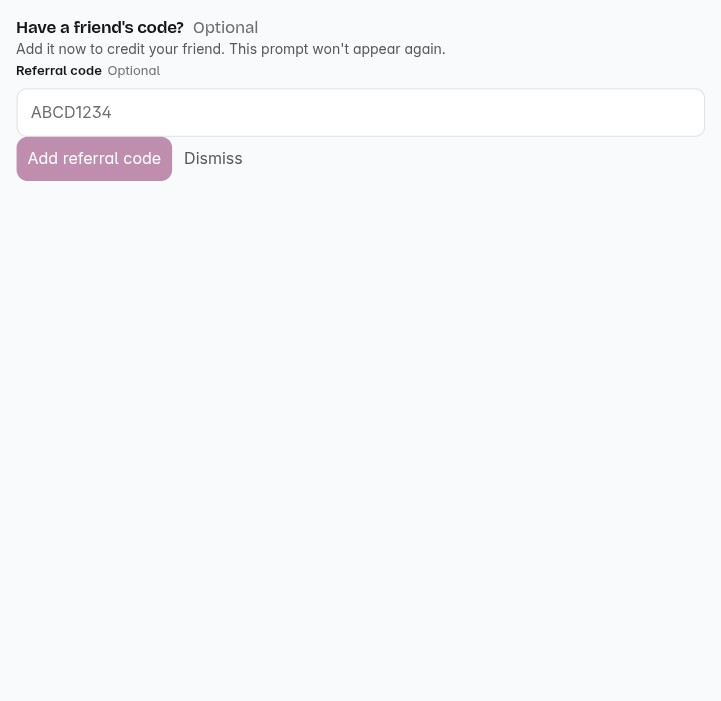 Have a friend's code? Optional
Add it now to credit your friend. This prompt won't appear again.
Referral code Optional
ABCD1234
Add referral code Dismiss